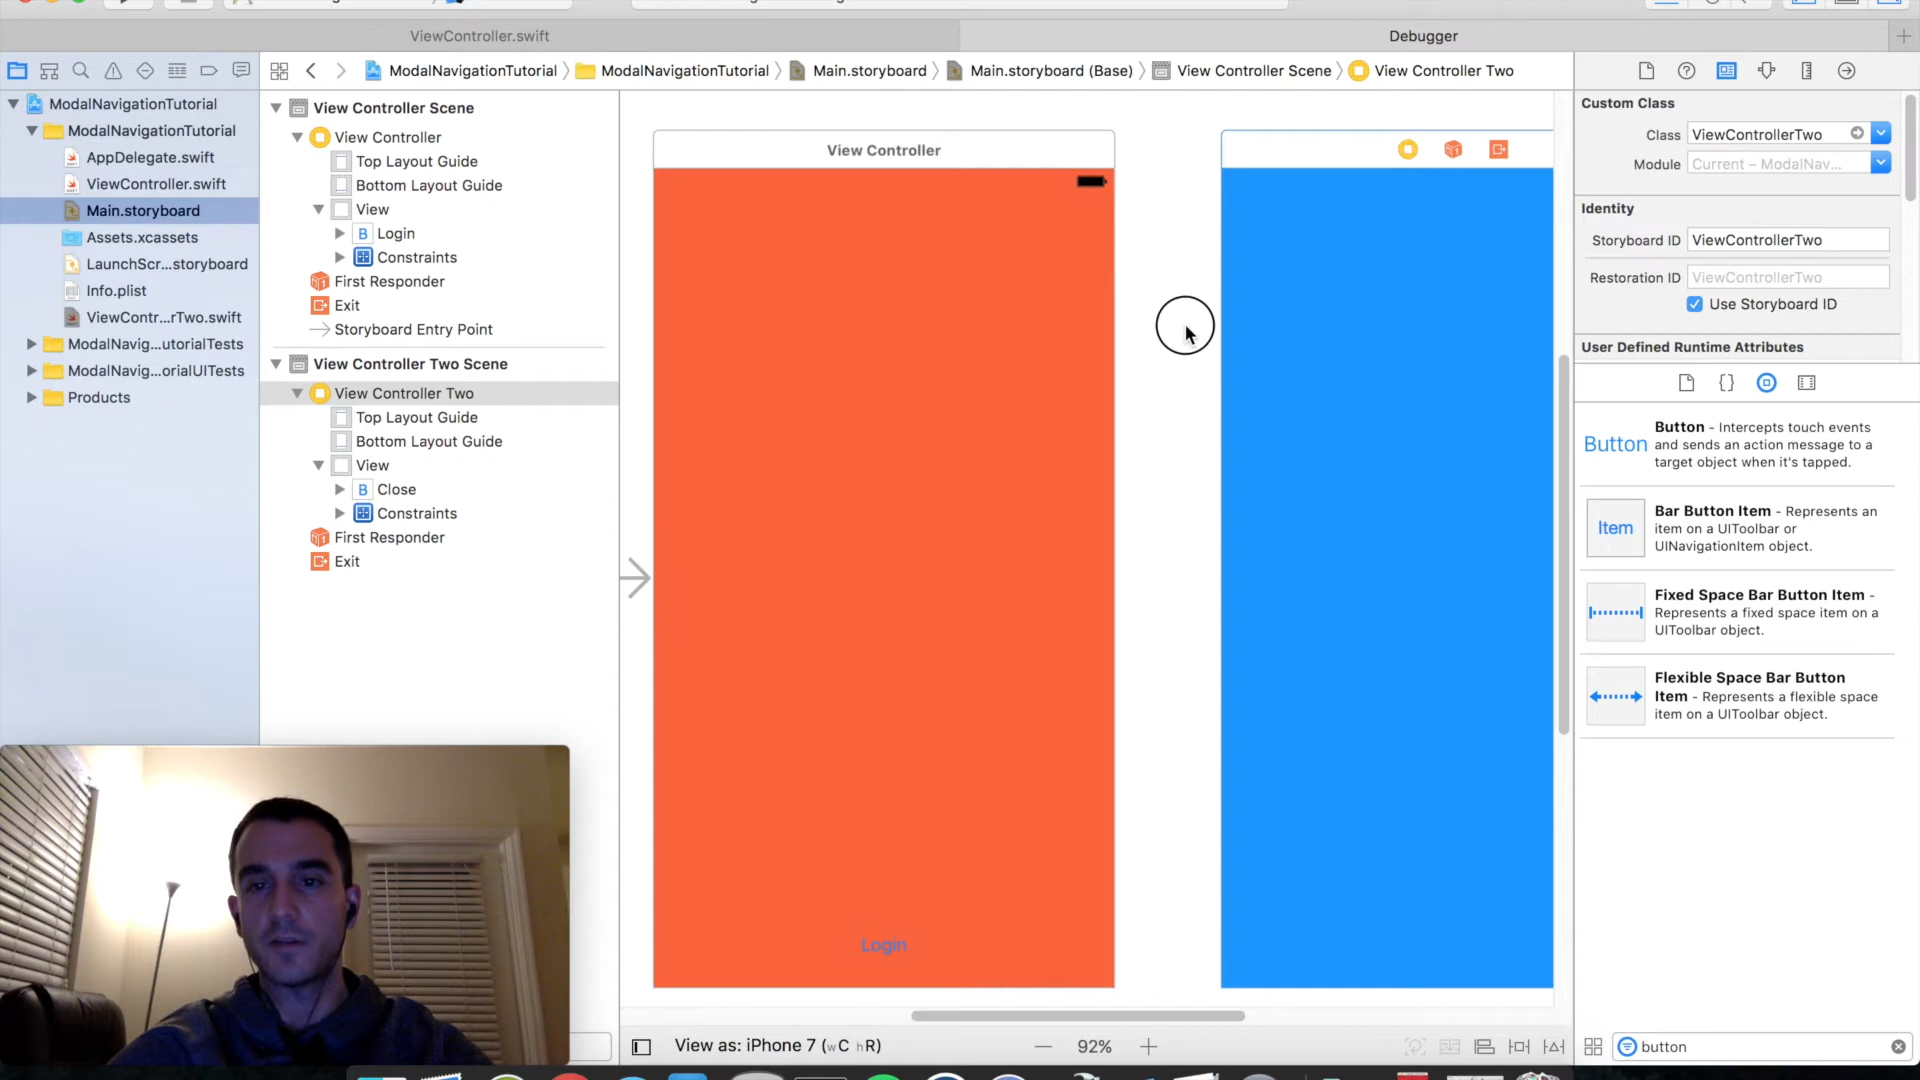 ViewController.swift
Debugger
ModalNavigationTutorial
ModalNavigationTutorial
Main.storyboard
Main.storyboard (Base)
View Controller Scene
View Controller Two
ModalNavigationTutorial
ModalNavigationTutorial
AppDelegate.swift
ViewController.swift
Main.storyboard
Assets.xcassets
LaunchScr...storyboard
Info.plist
ViewContr...rTwo.swift
ModalNavig...utorialTests
ModalNavig...orialUITests
Products
View Controller Scene
View Controller
Top Layout Guide
Bottom Layout Guide
View
B Login
Constraints
First Responder
Exit
Storyboard Entry Point
View Controller Two Scene
View Controller Two
Top Layout Guide
Bottom Layout Guide
View
B Close
Constraints
First Responder
Exit
View Controller
Login
View as: iPhone 7 (wC hR)
92%
Custom Class
Class ViewControllerTwo
Module Current – ModalNav...
Identity
Storyboard ID ViewControllerTwo
Restoration ID ViewControllerTwo
Use Storyboard ID
User Defined Runtime Attributes
Button
Button - Intercepts touch events
and sends an action message to a
target object when it's tapped.
Item
Bar Button Item - Represents an
item on a UIToolbar or
UINavigationItem object.
Fixed Space Bar Button Item -
Represents a fixed space item on a
UIToolbar object.
Flexible Space Bar Button
Item - Represents a flexible space
item on a UIToolbar object.
button